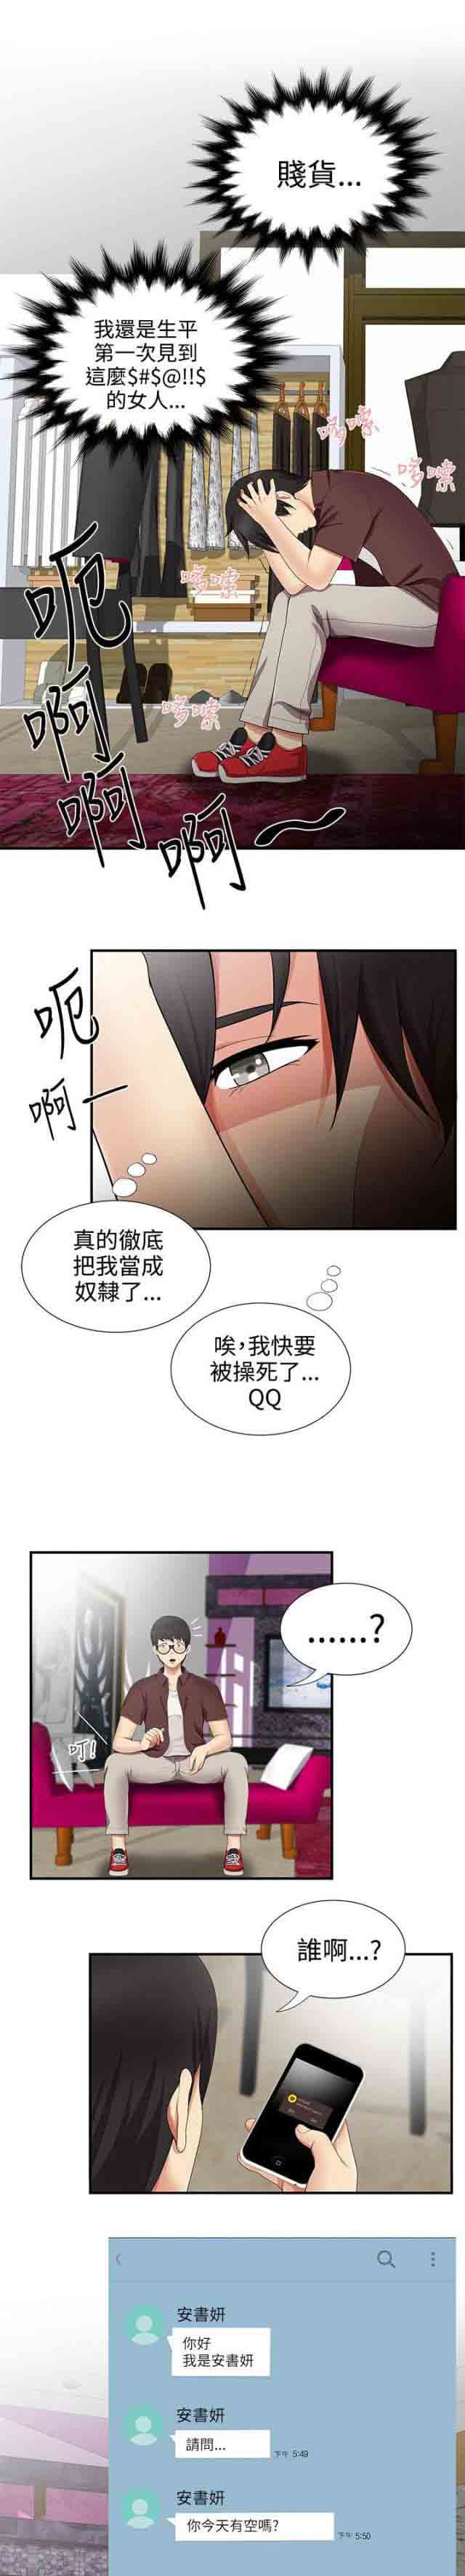 賤貨...
我還是生平
第一次見到
這麼$#$@!!$
的女人...
哆嗦
哆嗦
哆嗦
哆嗦
呃
啊
啊
啊～
呃
啊—
真的徹底
把我當成
奴隸了...
唉,我快要
被操死了...
QQ
......?
叮!
誰啊...?
安書妍
你好
我是安書妍
安書妍
請問...
下午 5:49
安書妍
你今天有空嗎?
下午 5:50